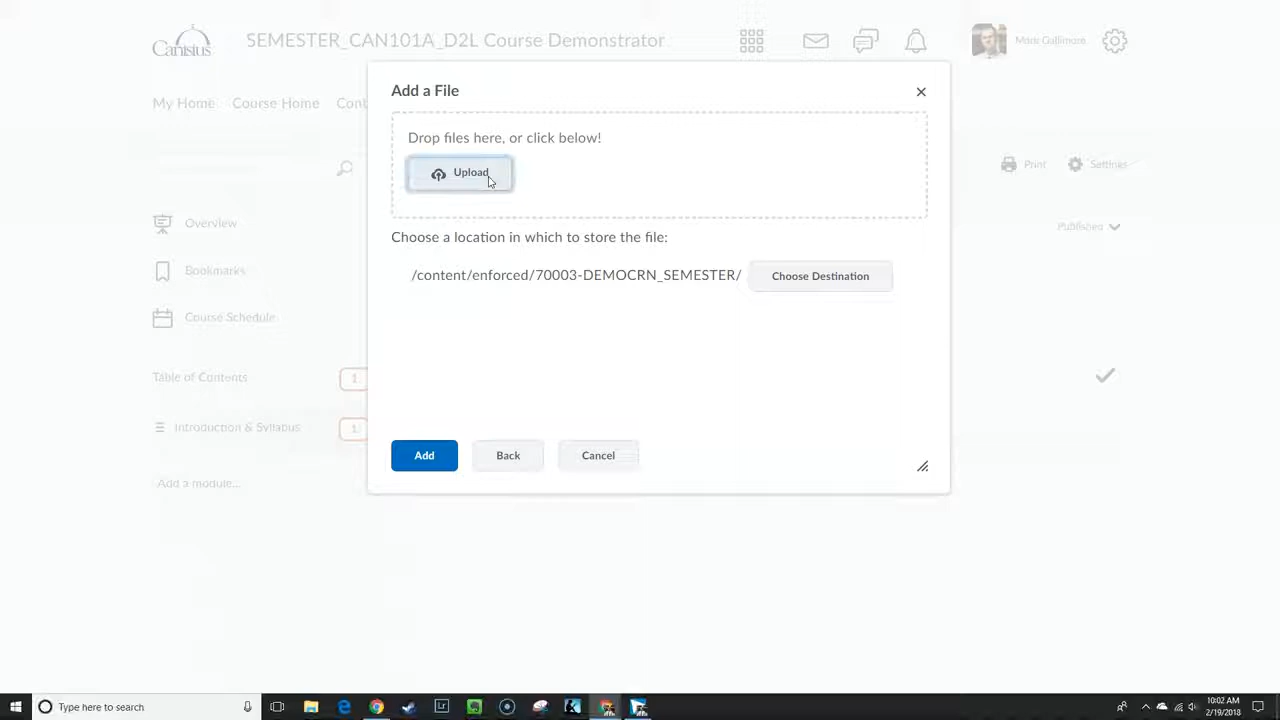 Canisius
SEMESTER_CAN101A_D2L Course Demonstrator
Mark Gallimore
My Home
Course Home
Cont
Add a File
Drop files here, or click below!
Upload
Choose a location in which to store the file:
/content/enforced/70003-DEMOCRN_SEMESTER/
Choose Destination
Add
Back
Cancel
Print
Settings
Published
Overview
Bookmarks
Course Schedule
Table of Contents
1
Introduction & Syllabus
1
Add a module...
Type here to search
10:02 AM
2/19/2018